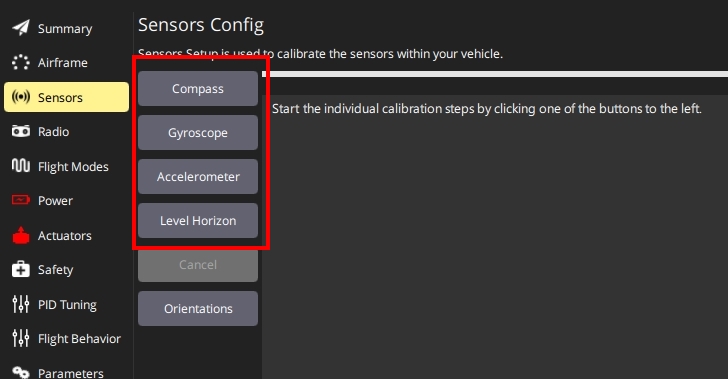 Summary
Airframe
Sensors
Radio
Flight Modes
Power
Actuators
Safety
PID Tuning
Flight Behavior
Parameters
Sensors Config
Sensors Setup is used to calibrate the sensors within your vehicle.
Compass
Gyroscope
Accelerometer
Level Horizon
Cancel
Orientations
Start the individual calibration steps by clicking one of the buttons to the left.